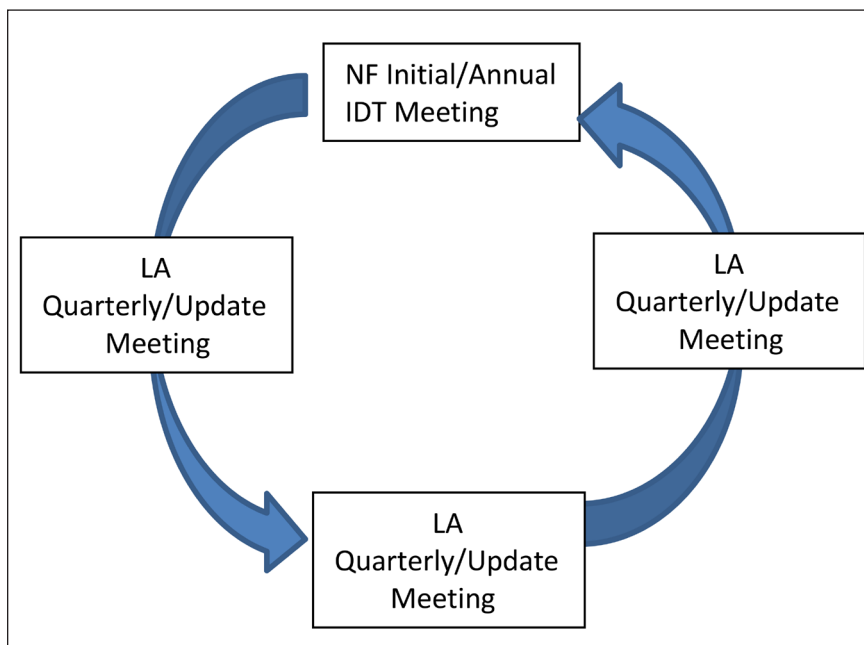 NF Initial/Annual
IDT Meeting
LA
Quarterly/Update
Meeting
LA
Quarterly/Update
Meeting
LA
Quarterly/Update
Meeting